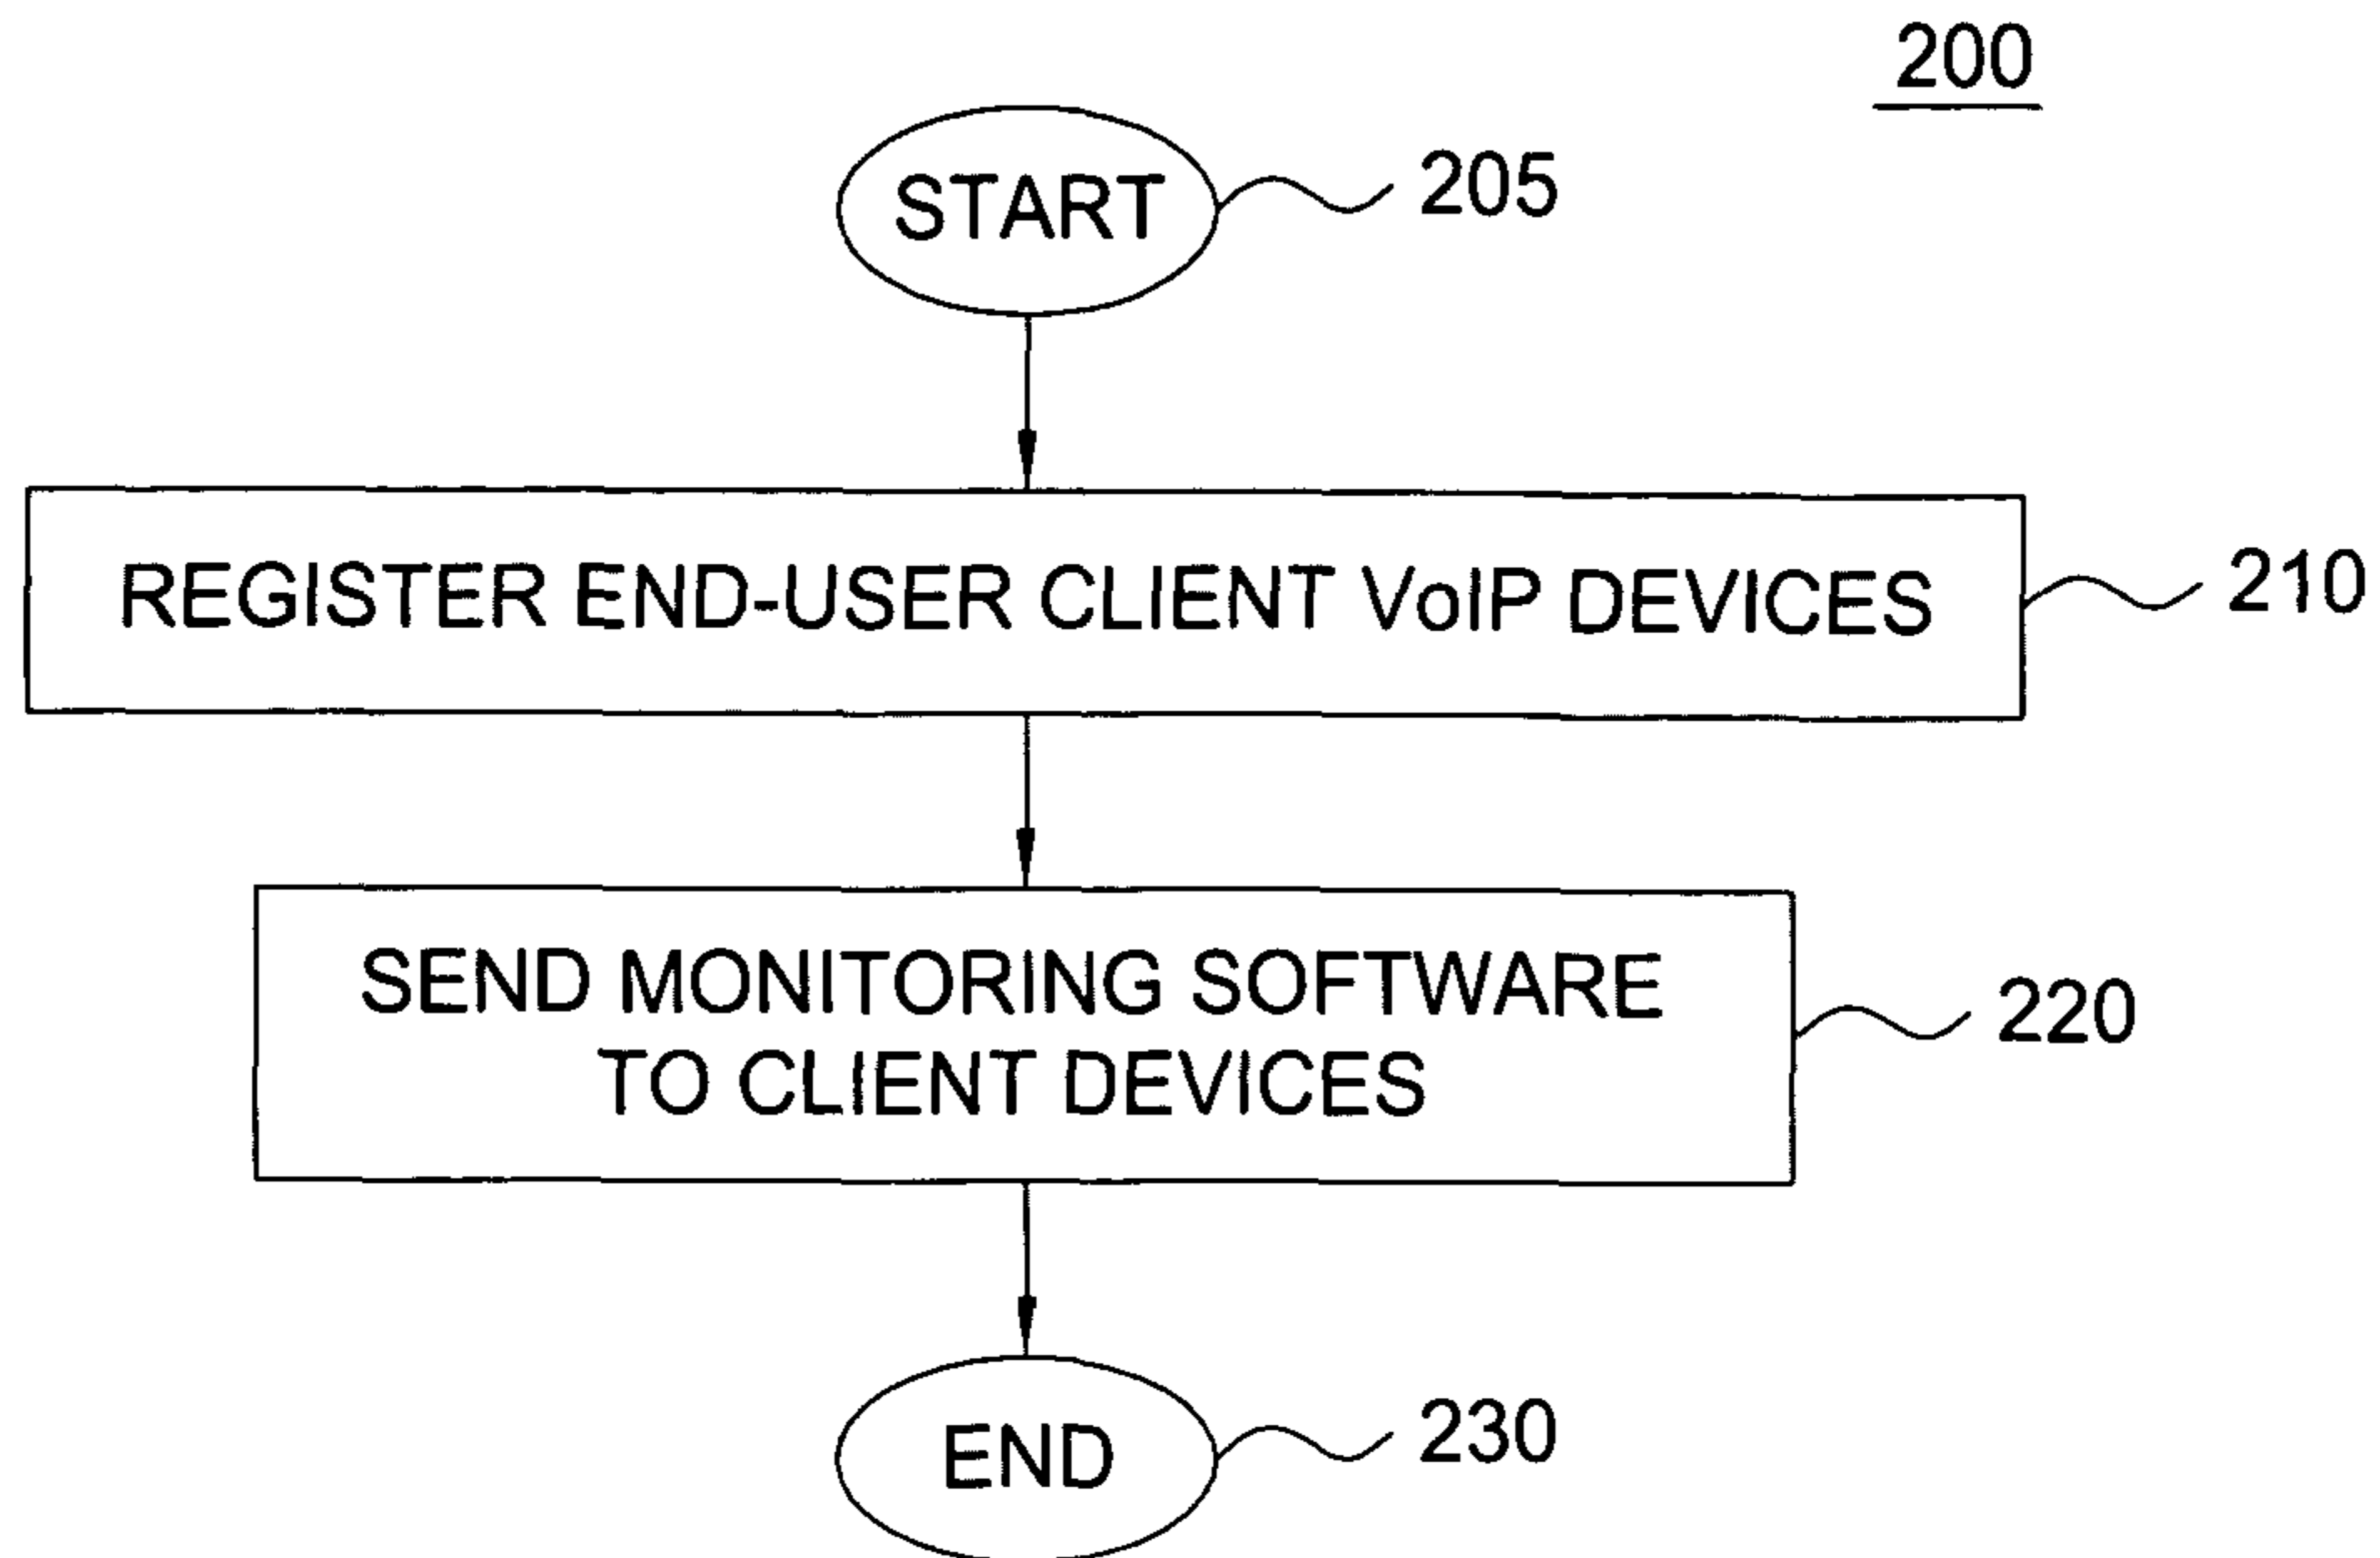 200
START
205
REGISTER END-USER CLIENT VoIP DEVICES
210
SEND MONITORING SOFTWARE
TO CLIENT DEVICES
220
END
230